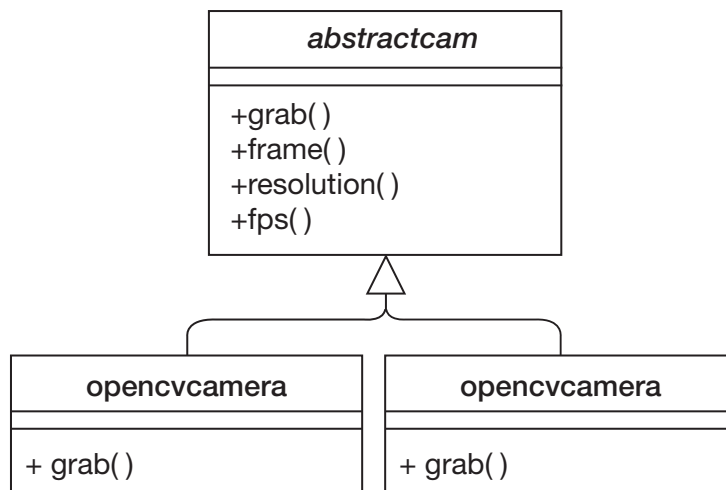 abstractcam
+grab( )
+frame( )
+resolution( )
+fps( )
opencvcamera
+ grab( )
opencvcamera
+ grab( )